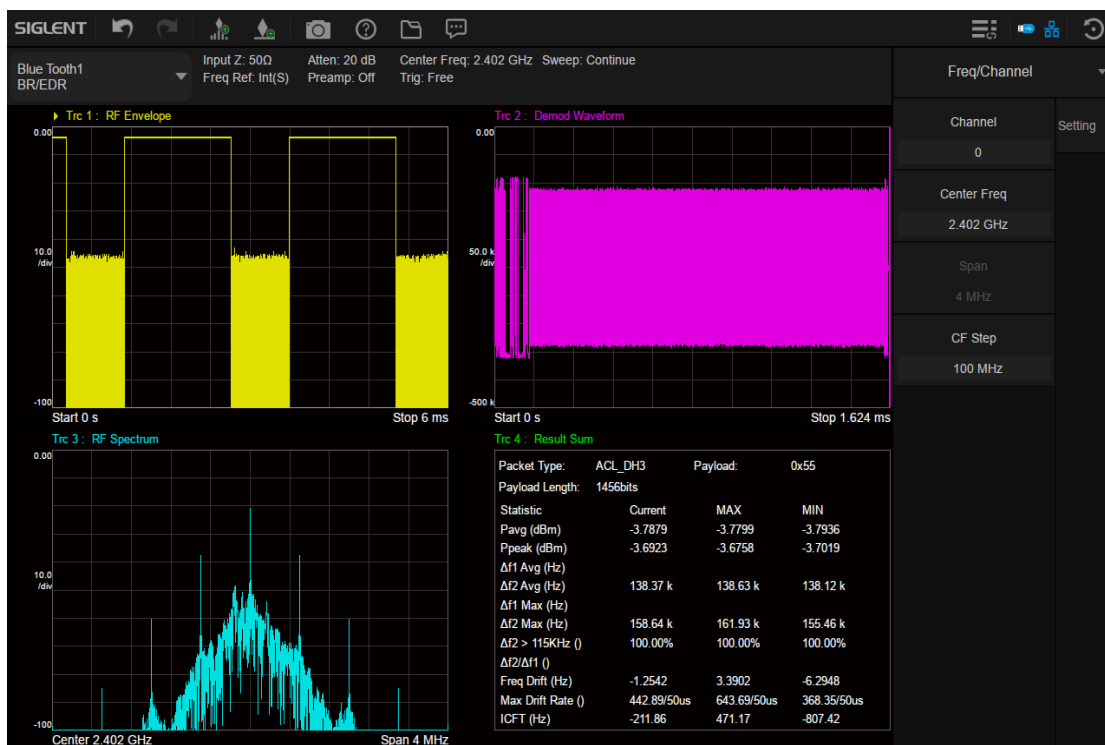 SIGLENT
Blue Tooth1
BR/EDR
Input Z: 50Ω Atten: 20 dB Center Freq: 2.402 GHz Sweep: Continue
Freq Ref: Int(S) Preamp: Off Trig: Free
Freq/Channel
Channel
0
Setting
Center Freq
2.402 GHz
Span
4 MHz
CF Step
100 MHz
Trc 1 : RF Envelope
0.00
10.0
/div
-100
Start 0 s Stop 6 ms
Trc 2 : Demod Waveform
0.00
50.0 k
/div
-500 k
Start 0 s Stop 1.624 ms
Trc 3 : RF Spectrum
0.00
10.0
/div
-100
Center 2.402 GHz Span 4 MHz
Trc 4 : Result Sum
Packet Type: ACL_DH3 Payload: 0x55
Payload Length: 1456bits
Statistic Current MAX MIN
Pavg (dBm) -3.7879 -3.7799 -3.7936
Ppeak (dBm) -3.6923 -3.6758 -3.7019
Δf1 Avg (Hz)
Δf2 Avg (Hz) 138.37 k 138.63 k 138.12 k
Δf1 Max (Hz)
Δf2 Max (Hz) 158.64 k 161.93 k 155.46 k
Δf2 > 115KHz () 100.00% 100.00% 100.00%
Δf2/Δf1 ()
Freq Drift (Hz) -1.2542 3.3902 -6.2948
Max Drift Rate () 442.89/50us 643.69/50us 368.35/50us
ICFT (Hz) -211.86 471.17 -807.42